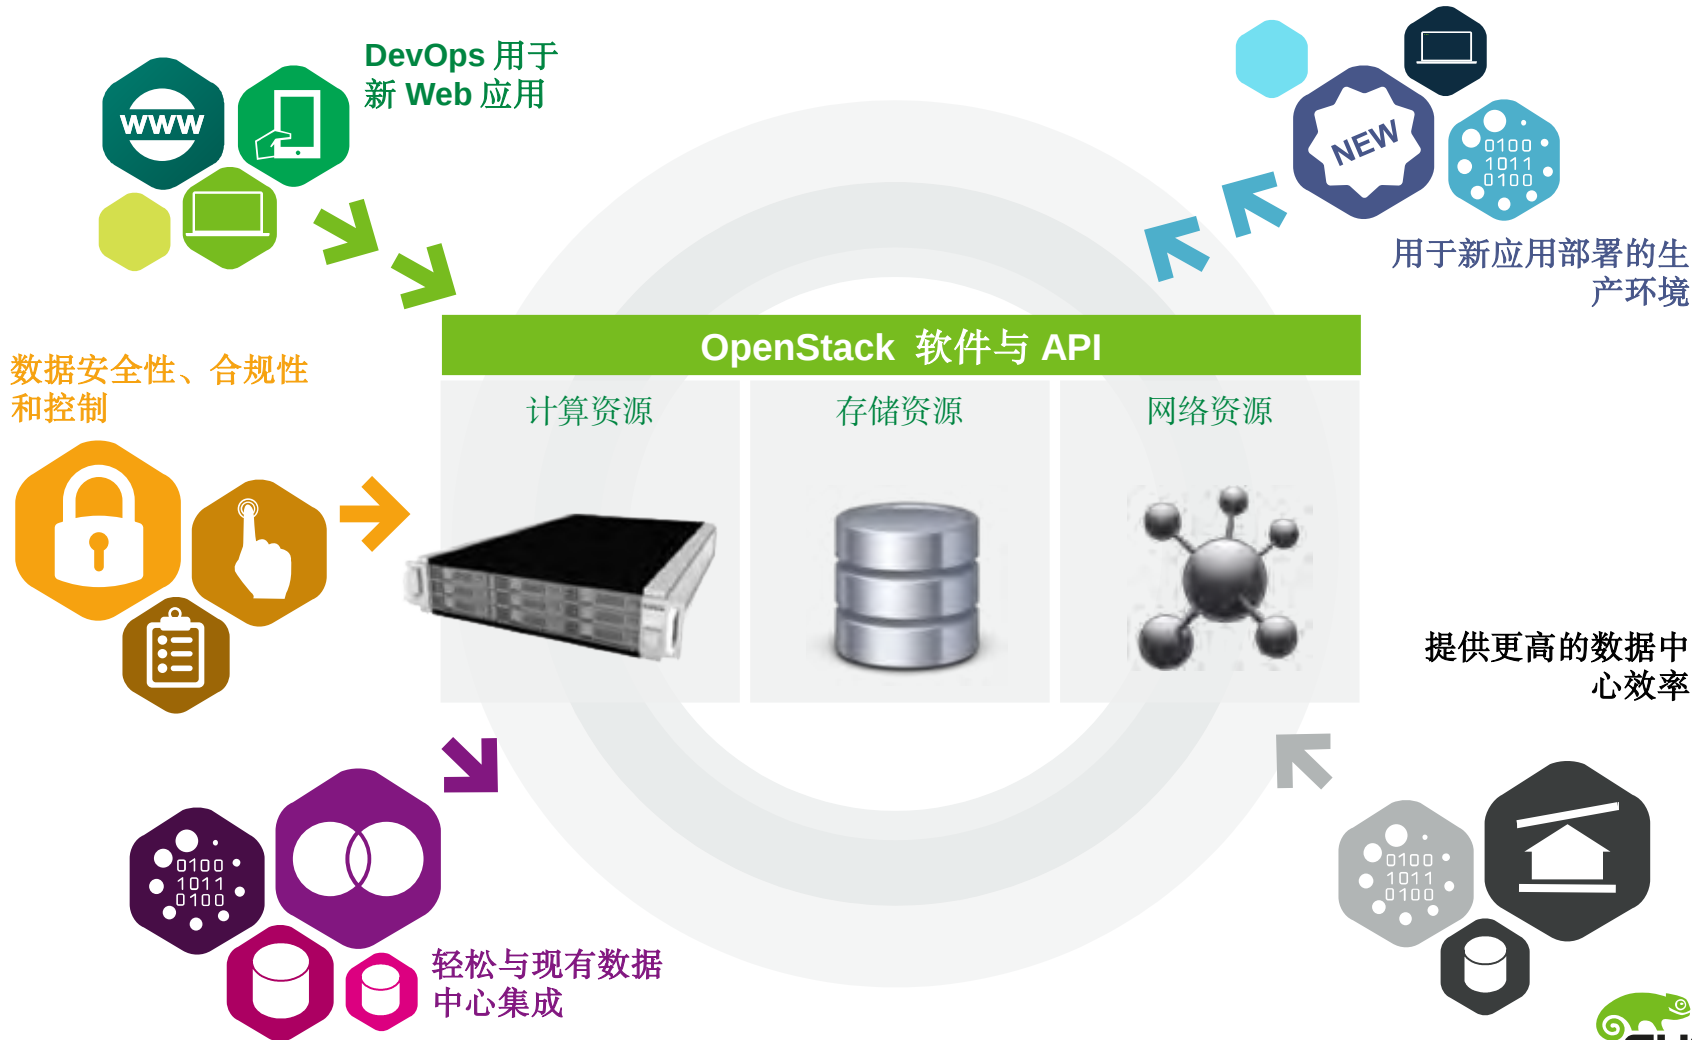 DevOps 用于
新 Web 应用
WWW
NEW
0100
1011
0100
用于新应用部署的生
产环境
OpenStack 软件与 API
数据安全性、合规性
和控制
计算资源
存储资源
网络资源
提供更高的数据中
心效率
0100
1011
0100
0100
1011
0100
轻松与现有数据
中心集成